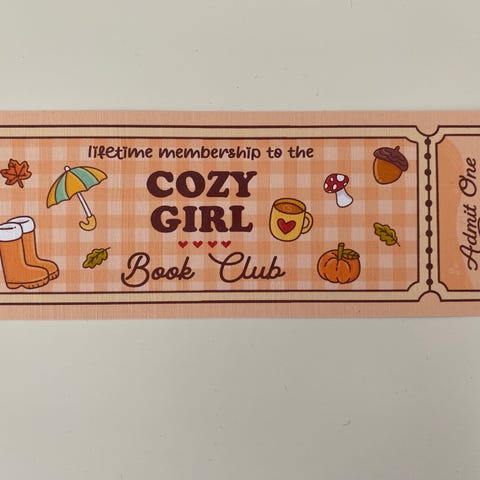 lifetime membership to the
COZY
GIRL
Book Club
Admit One